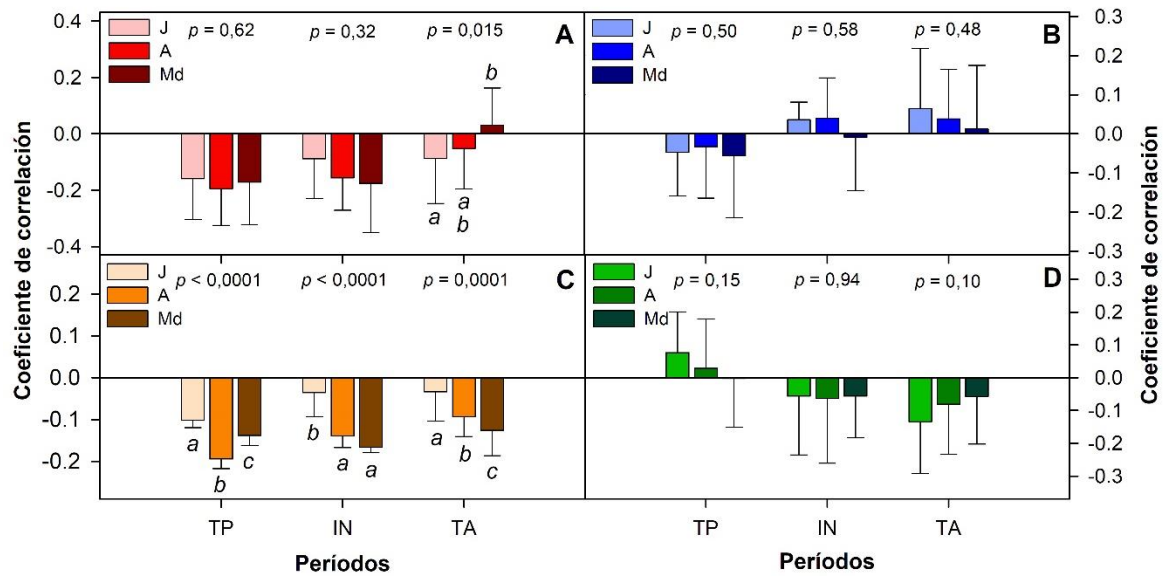 Coeficiente de correlación
0.4
0.2
0.0
-0.2
-0.4
J
A
Md
p = 0,62
p = 0,32
p = 0,015
A
b
a
a
b
J
A
Md
p = 0,50
p = 0,58
p = 0,48
B
0.3
0.2
0.1
0.0
-0.1
-0.2
-0.3
0.2
0.1
0.0
-0.1
-0.2
J
A
Md
p < 0,0001
p < 0,0001
p = 0,0001
C
a
b
c
b
a
a
a
b
c
J
A
Md
p = 0,15
p = 0,94
p = 0,10
D
0.3
0.2
0.1
0.0
-0.1
-0.2
-0.3
Coeficiente de correlación
TP
IN
TA
TP
IN
TA
Períodos
Períodos